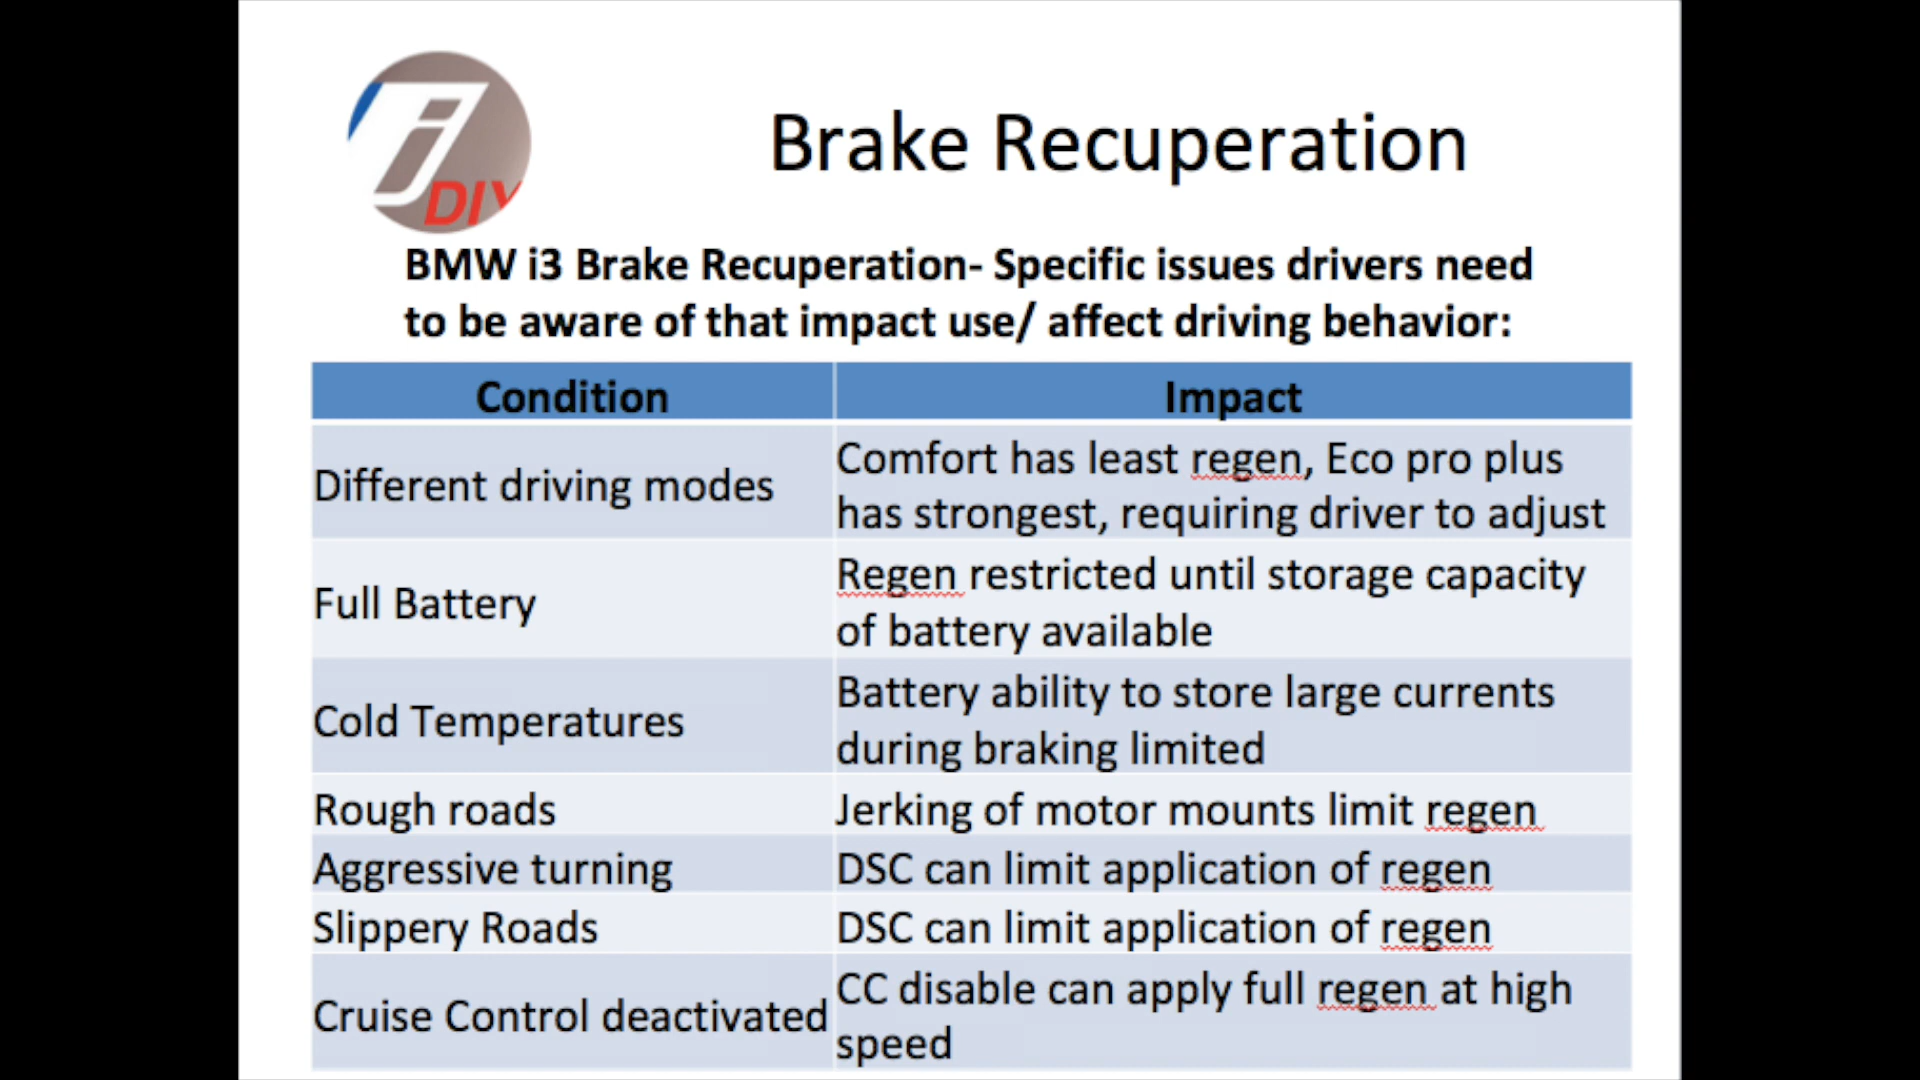 i
DIY
Brake Recuperation
BMW i3 Brake Recuperation- Specific issues drivers need
to be aware of that impact use/ affect driving behavior:
Condition
Impact
Different driving modes
Comfort has least regen, Eco pro plus
has strongest, requiring driver to adjust
Full Battery
Regen restricted until storage capacity
of battery available
Cold Temperatures
Battery ability to store large currents
during braking limited
Rough roads
Jerking of motor mounts limit regen
Aggressive turning
DSC can limit application of regen
Slippery Roads
DSC can limit application of regen
Cruise Control deactivated
CC disable can apply full regen at high
speed